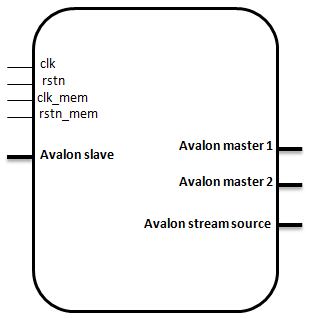 clk
rstn
clk_mem
rstn_mem
Avalon slave
Avalon master 1
Avalon master 2
Avalon stream source